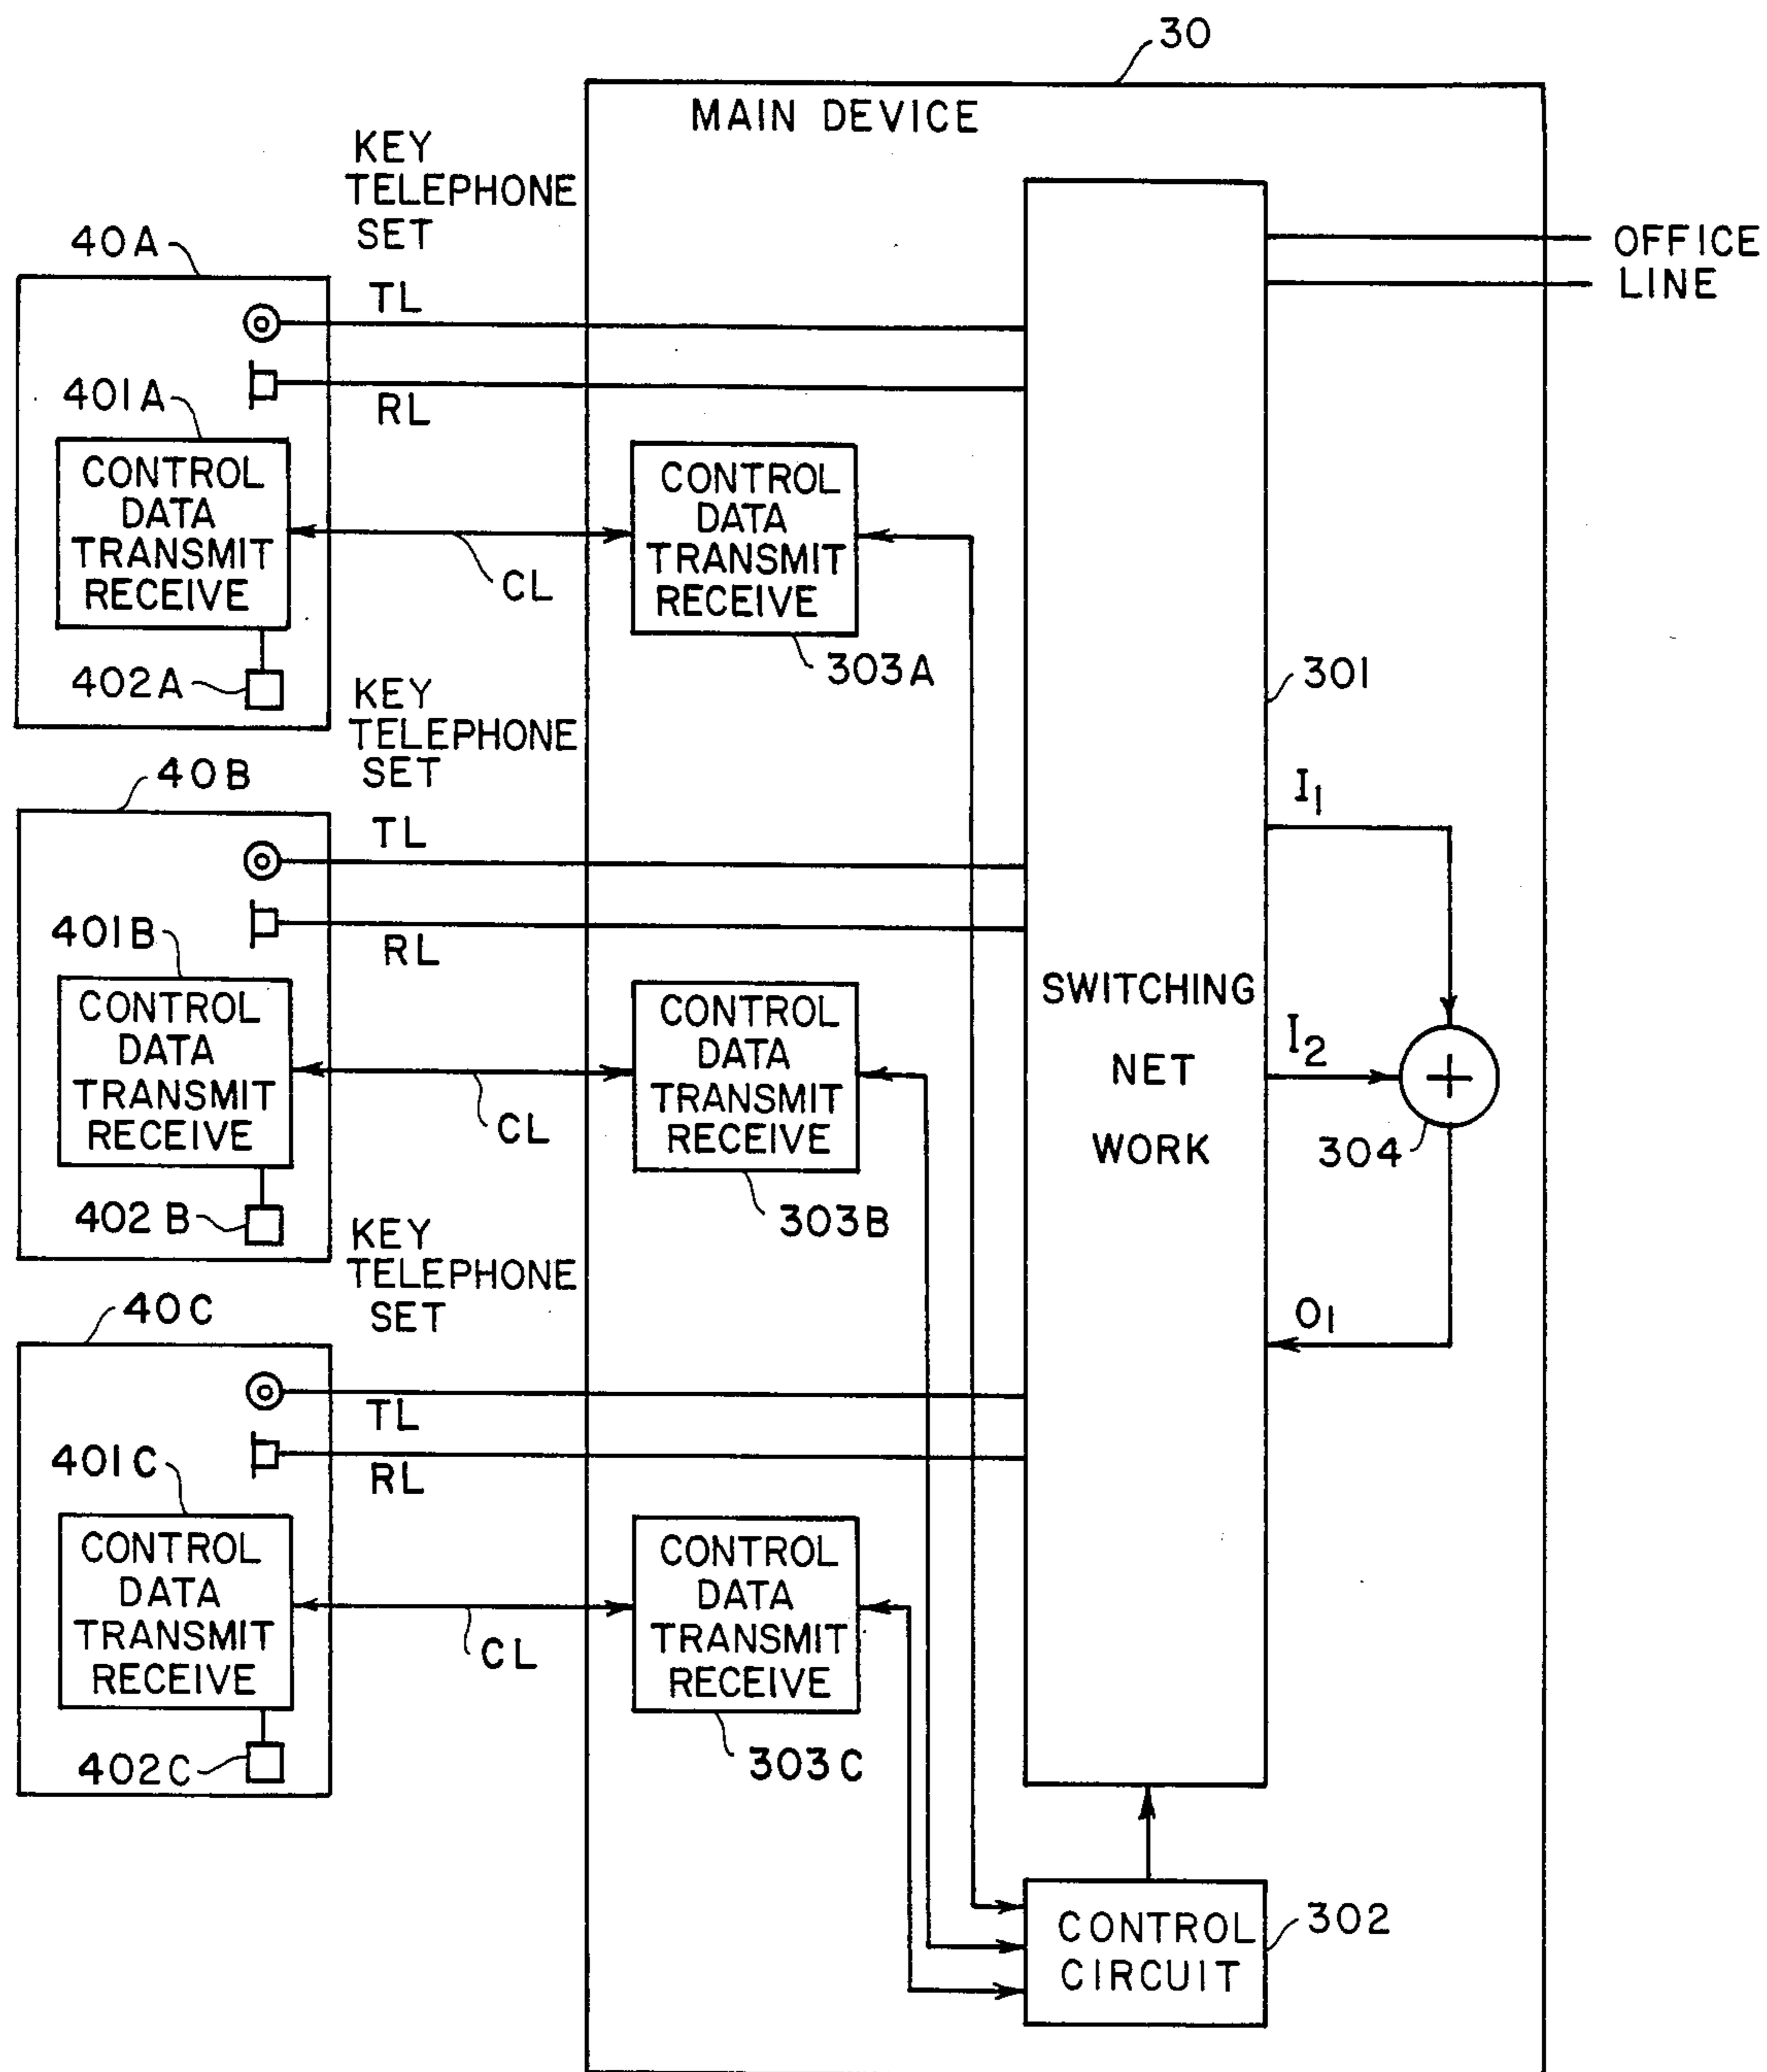 30
MAIN DEVICE
KEY
TELEPHONE
SET
40A
TL
OFFICE
LINE
RL
401A
CONTROL
DATA
TRANSMIT
RECEIVE
CL
CONTROL
DATA
TRANSMIT
RECEIVE
303A
402A
301
KEY
TELEPHONE
SET
40B
TL
I1
RL
401B
CONTROL
DATA
TRANSMIT
RECEIVE
CL
CONTROL
DATA
TRANSMIT
RECEIVE
303B
402B
SWITCHING
NET
WORK
I2
+
304
O1
KEY
TELEPHONE
SET
40C
TL
RL
401C
CONTROL
DATA
TRANSMIT
RECEIVE
CL
CONTROL
DATA
TRANSMIT
RECEIVE
303C
402C
CONTROL
CIRCUIT
302